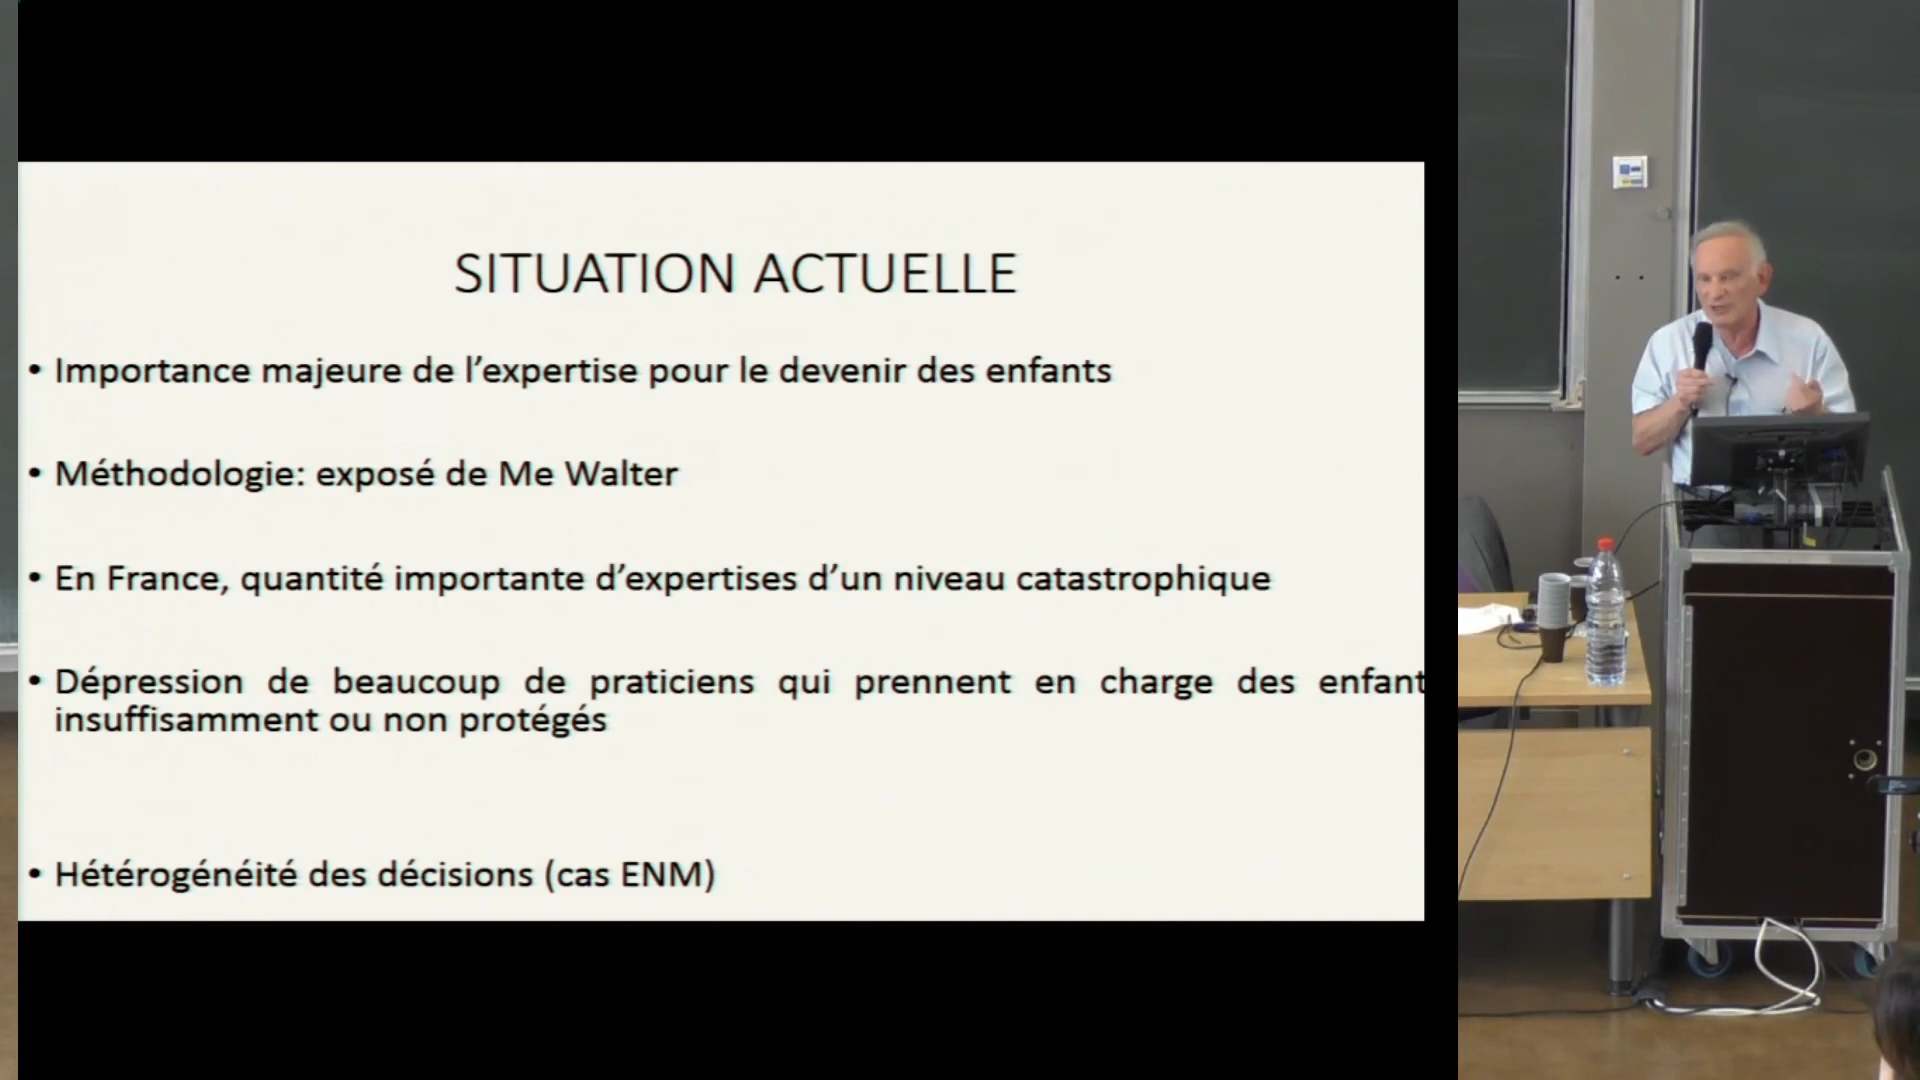 SITUATION ACTUELLE
• Importance majeure de l’expertise pour le devenir des enfants
• Méthodologie: exposé de Me Walter
• En France, quantité importante d’expertises d’un niveau catastrophique
• Dépression de beaucoup de praticiens qui prennent en charge des enfant
insuffisamment ou non protégés
• Hétérogénéité des décisions (cas ENM)